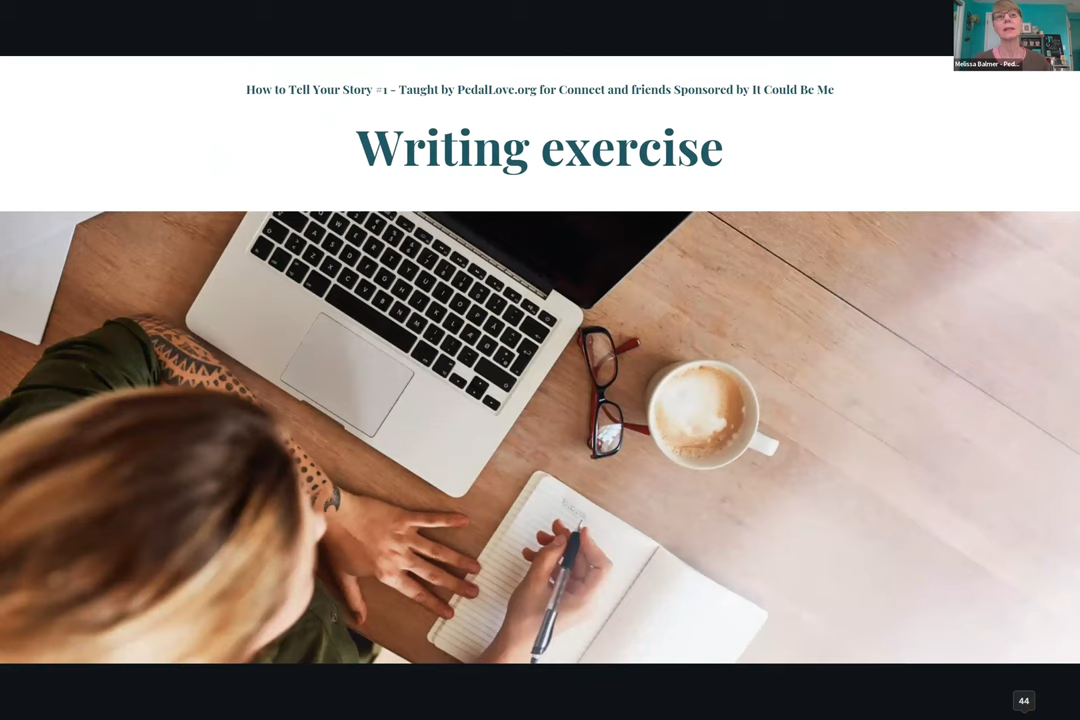 Melissa Balmer - Ped...
How to Tell Your Story #1 - Taught by PedalLove.org for Connect and friends Sponsored by It Could Be Me
Writing exercise
44